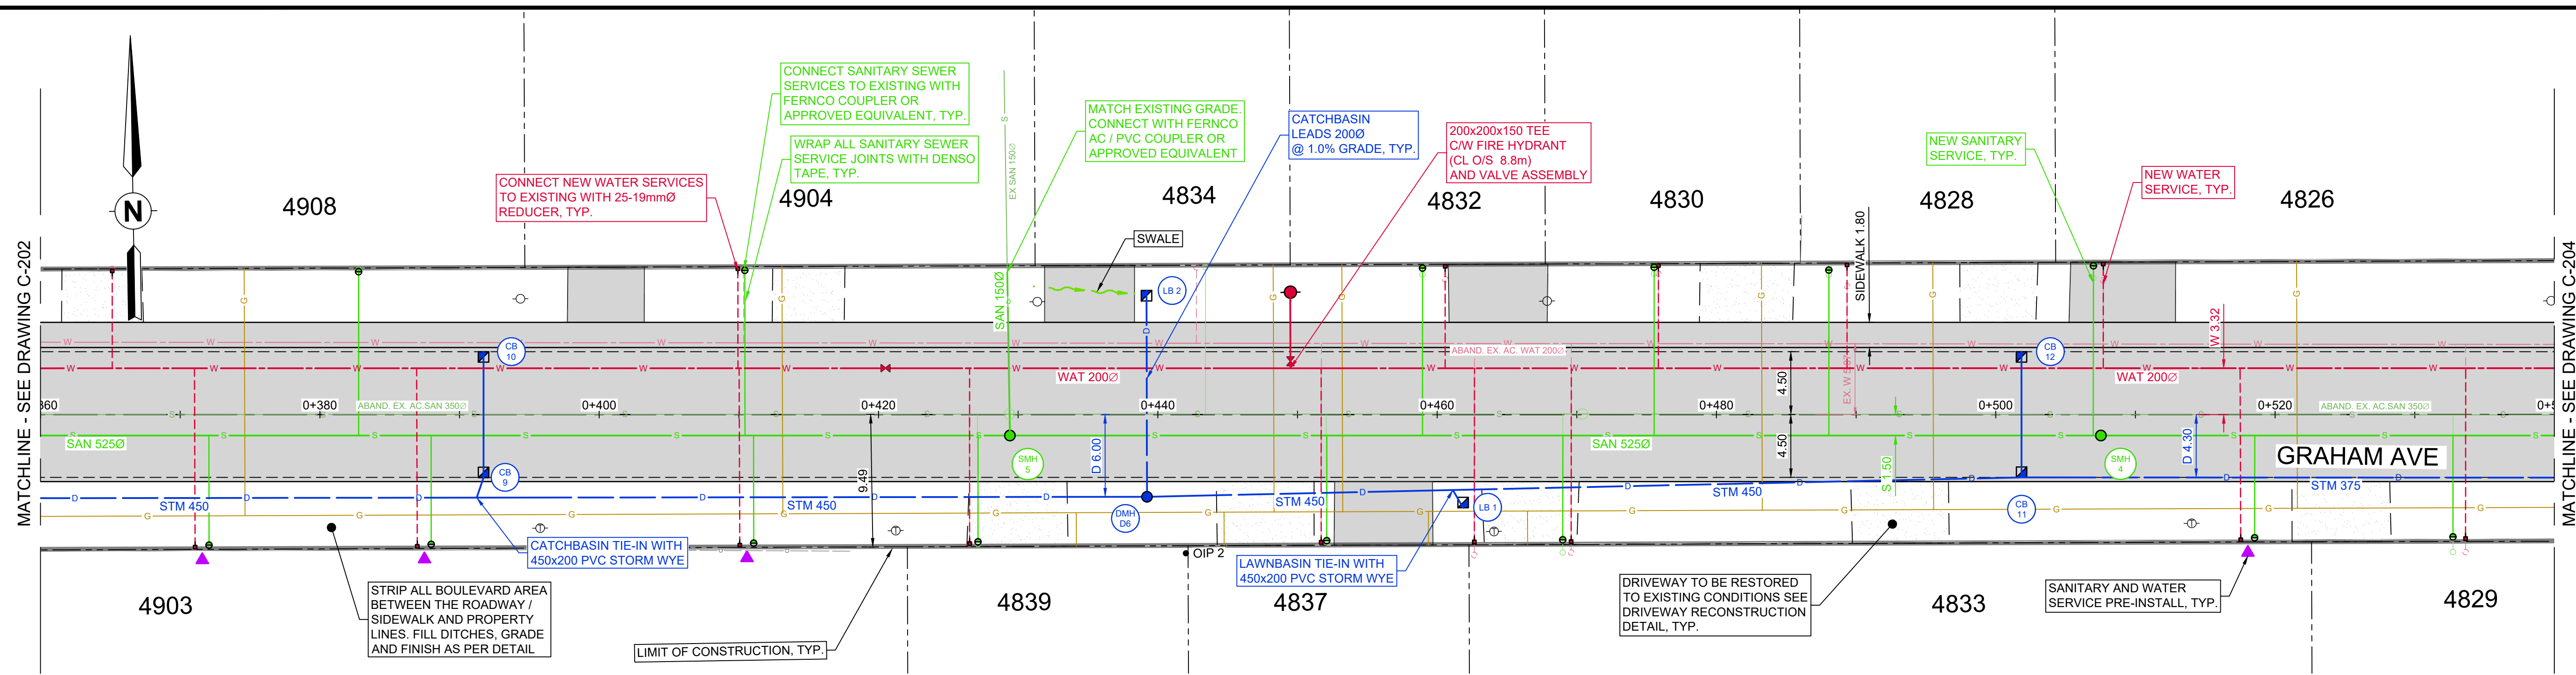 4908
CONNECT NEW WATER SERVICES
TO EXISTING WITH 25-19mmØ
REDUCER, TYP.
CONNECT SANITARY SEWER
SERVICES TO EXISTING WITH
FERNCO COUPLER OR
APPROVED EQUIVALENT, TYP.
WRAP ALL SANITARY SEWER
SERVICE JOINTS WITH DENSO
TAPE, TYP.
4904
EX SAN 150Ø
MATCH EXISTING GRADE.
CONNECT WITH FERNCO
AC / PVC COUPLER OR
APPROVED EQUIVALENT
4834
CATCHBASIN
LEADS 200Ø
@ 1.0% GRADE, TYP.
200x200x150 TEE
C/W FIRE HYDRANT
(CL O/S 8.8m)
AND VALVE ASSEMBLY
4832
4830
NEW SANITARY
SERVICE, TYP.
4828
NEW WATER
SERVICE, TYP.
4826
N
MATCHLINE - SEE DRAWING C-202
SWALE
SIDEWALK 1.80
SAN 150Ø
LB 2
W 3.32
MATCHLINE - SEE DRAWING C-204
CB
10
ABAND. EX. AC. WAT 200Ø
CB
12
WAT 200Ø
WAT 200Ø
4.50
EX. W
360
0+380
ABAND. EX. AC.SAN 350Ø
0+400
0+420
0+440
0+460
0+480
0+500
0+520
ABAND. EX. AC.SAN 350Ø
SAN 525Ø
SAN 525Ø
4.50
D 6.00
9.49
S 1.50
D 4.30
GRAHAM AVE
SMH
5
SMH
4
CB
9
STM 450
STM 450
DMH
D6
STM 450
LB 1
STM 450
CB
11
STM 375
CATCHBASIN TIE-IN WITH
450x200 PVC STORM WYE
OIP 2
LAWNBASIN TIE-IN WITH
450x200 PVC STORM WYE
4903
STRIP ALL BOULEVARD AREA
BETWEEN THE ROADWAY /
SIDEWALK AND PROPERTY
LINES. FILL DITCHES, GRADE
AND FINISH AS PER DETAIL
LIMIT OF CONSTRUCTION, TYP.
4839
4837
DRIVEWAY TO BE RESTORED
TO EXISTING CONDITIONS SEE
DRIVEWAY RECONSTRUCTION
DETAIL, TYP.
4833
SANITARY AND WATER
SERVICE PRE-INSTALL, TYP.
4829